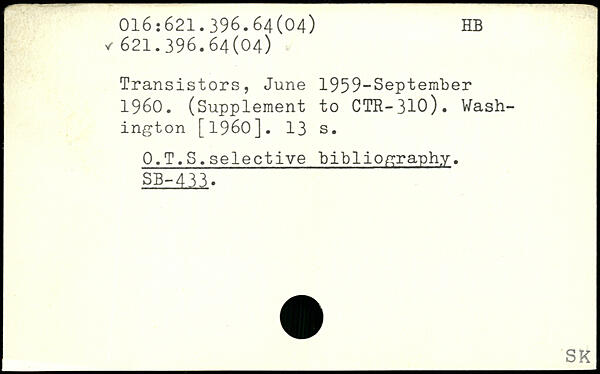 016:621.396.64(04) HB
✓ 621.396.64(04)
Transistors, June 1959-September
1960. (Supplement to CTR-310). Wash-
ington [1960]. 13 s.
O.T.S.selective bibliography.
SB-433.
SK